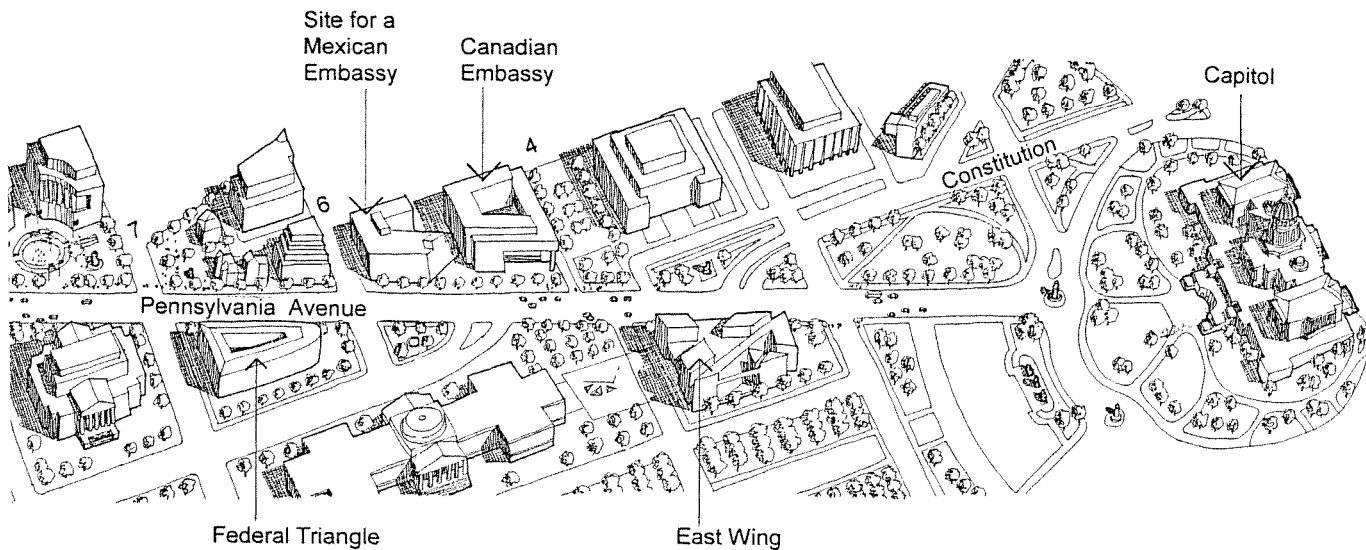 Site for a
Mexican
Embassy
Canadian
Embassy
Capitol
4
Constitution
6
7
Pennsylvania Avenue
Federal Triangle
East Wing